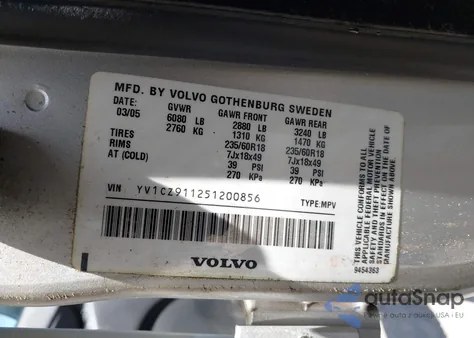 MFD. BY VOLVO GOTHENBURG SWEDEN
DATE: GVWR GAWR FRONT GAWR REAR
03/05 6080 LB 2880 LB 3240 LB
2760 KG 1310 KG 1470 KG
TIRES 235/60R18 235/60R18
RIMS 7Jx18x49 7Jx18x49
AT (COLD) 39 PSI 39 PSI
270 KPa 270 KPa
VIN YV1CZ911251200856 TYPE: MPV
VOLVO
THIS VEHICLE CONFORMS TO ALL
APPLICABLE FEDERAL MOTOR VEHICLE
SAFETY AND THEFT PREVENTION
STANDARDS IN EFFECT ON THE DATE
OF MANUFACTURE SHOWN ABOVE.
9454363
autoSnap